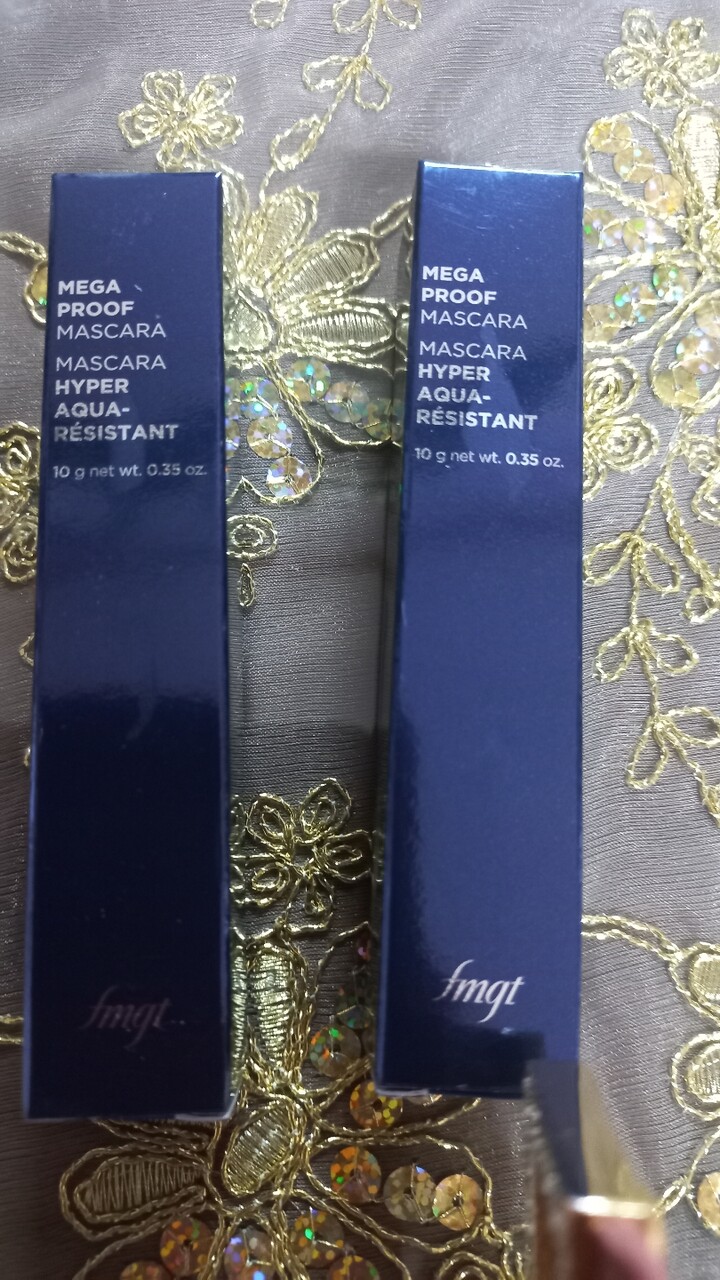 MEGA
PROOF
MASCARA
MASCARA
HYPER
AQUA-
RÉSISTANT
10 g net wt. 0.35 oz.
fmgt
MEGA
PROOF
MASCARA
MASCARA
HYPER
AQUA-
RÉSISTANT
10 g net wt. 0.35 oz.
fmgt